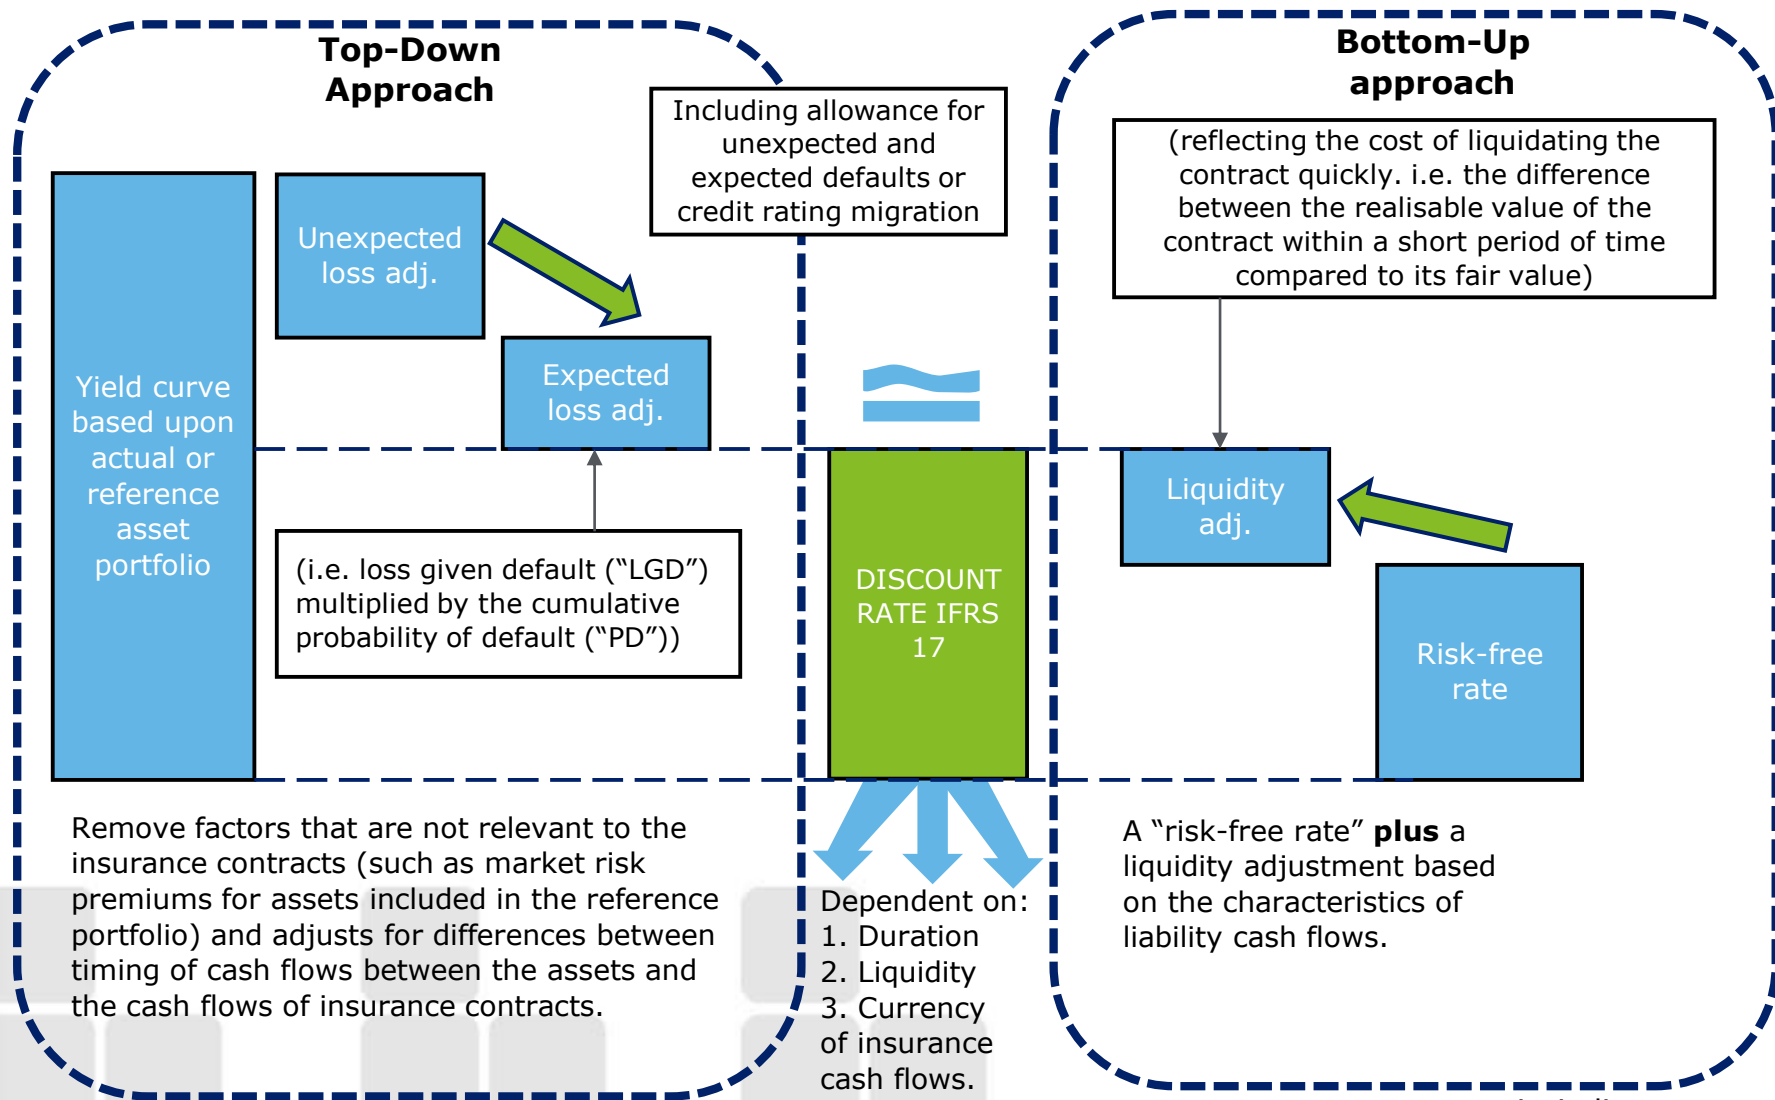 Top-Down
Approach
Yield curve
based upon
actual or
reference
asset
portfolio
Unexpected
loss adj.
Expected
loss adj.
Including allowance for
unexpected and
expected defaults or
credit rating migration
(i.e. loss given default (“LGD”)
multiplied by the cumulative
probability of default (“PD”))
Remove factors that are not relevant to the
insurance contracts (such as market risk
premiums for assets included in the reference
portfolio) and adjusts for differences between
timing of cash flows between the assets and
the cash flows of insurance contracts.
DISCOUNT
RATE IFRS
17
Dependent on:
1. Duration
2. Liquidity
3. Currency
of insurance
cash flows.
Bottom-Up
approach
(reflecting the cost of liquidating the
contract quickly. i.e. the difference
between the realisable value of the
contract within a short period of time
compared to its fair value)
Liquidity
adj.
Risk-free
rate
A “risk-free rate” plus a
liquidity adjustment based
on the characteristics of
liability cash flows.